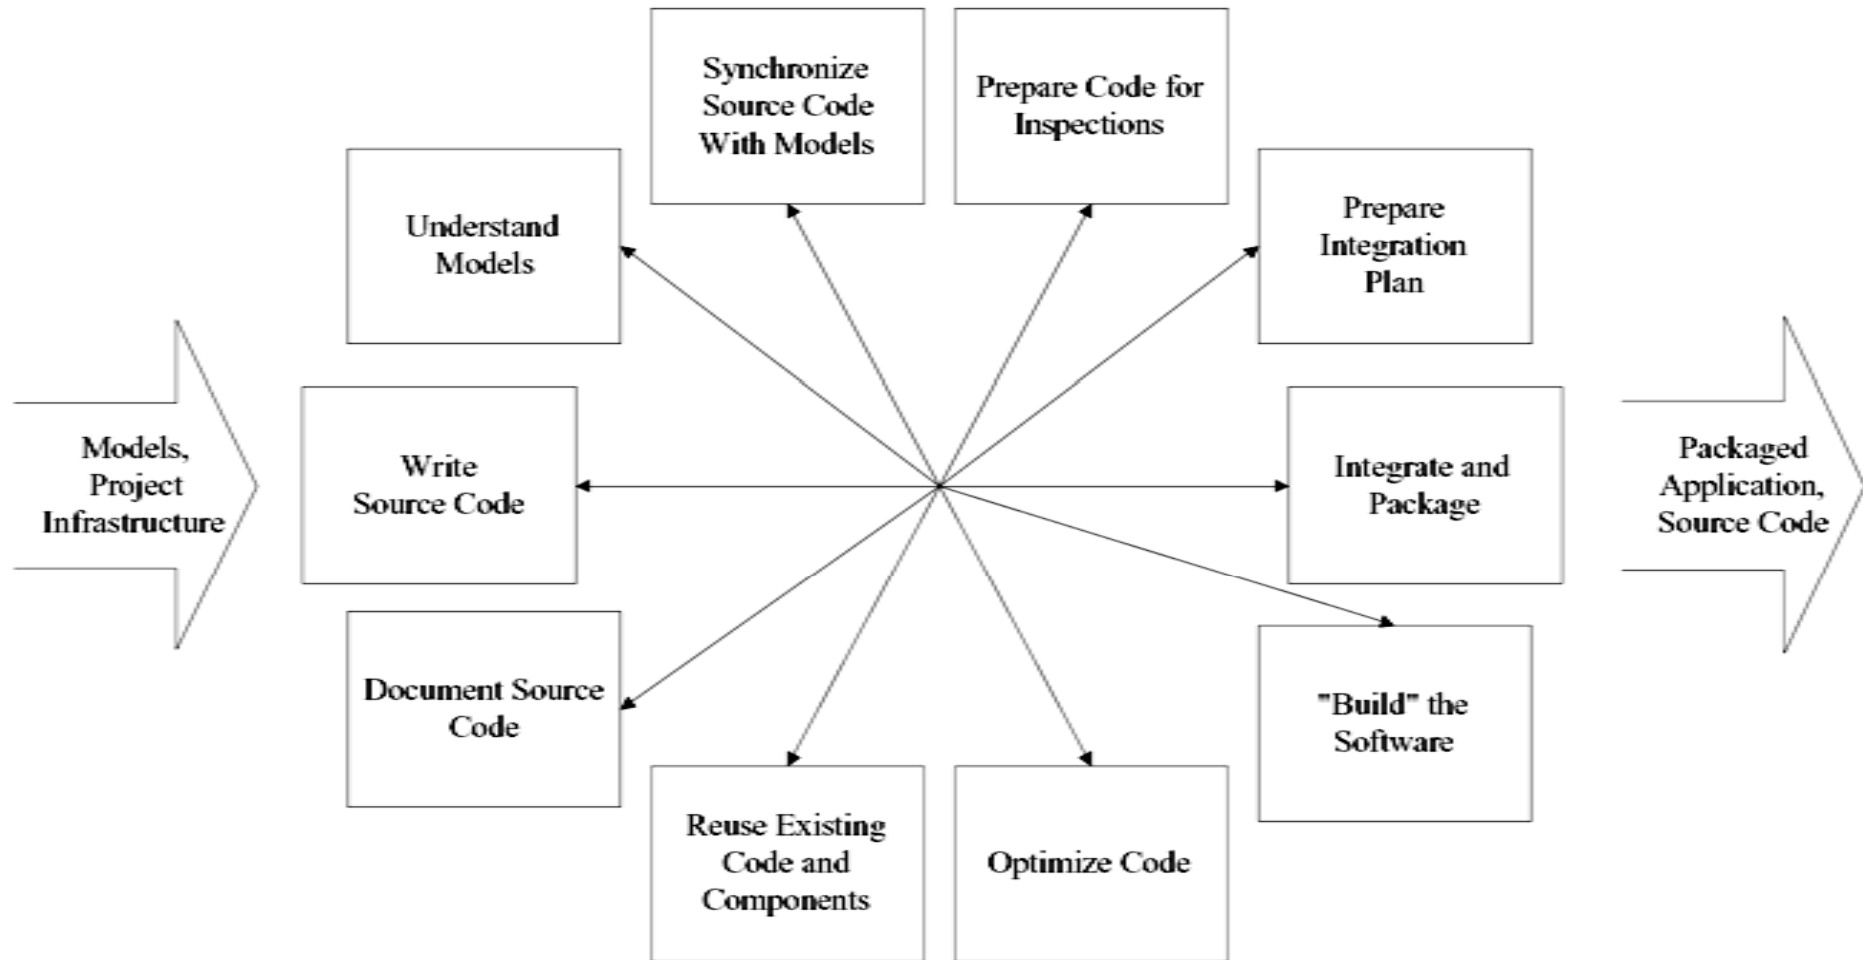 Synchronize
Source Code
With Models
Prepare Code for
Inspections
Understand
Models
Prepare
Integration
Plan
Models,
Project
Infrastructure
Write
Source Code
Integrate and
Package
Packaged
Application,
Source Code
Document Source
Code
"Build" the
Software
Reuse Existing
Code and
Components
Optimize Code